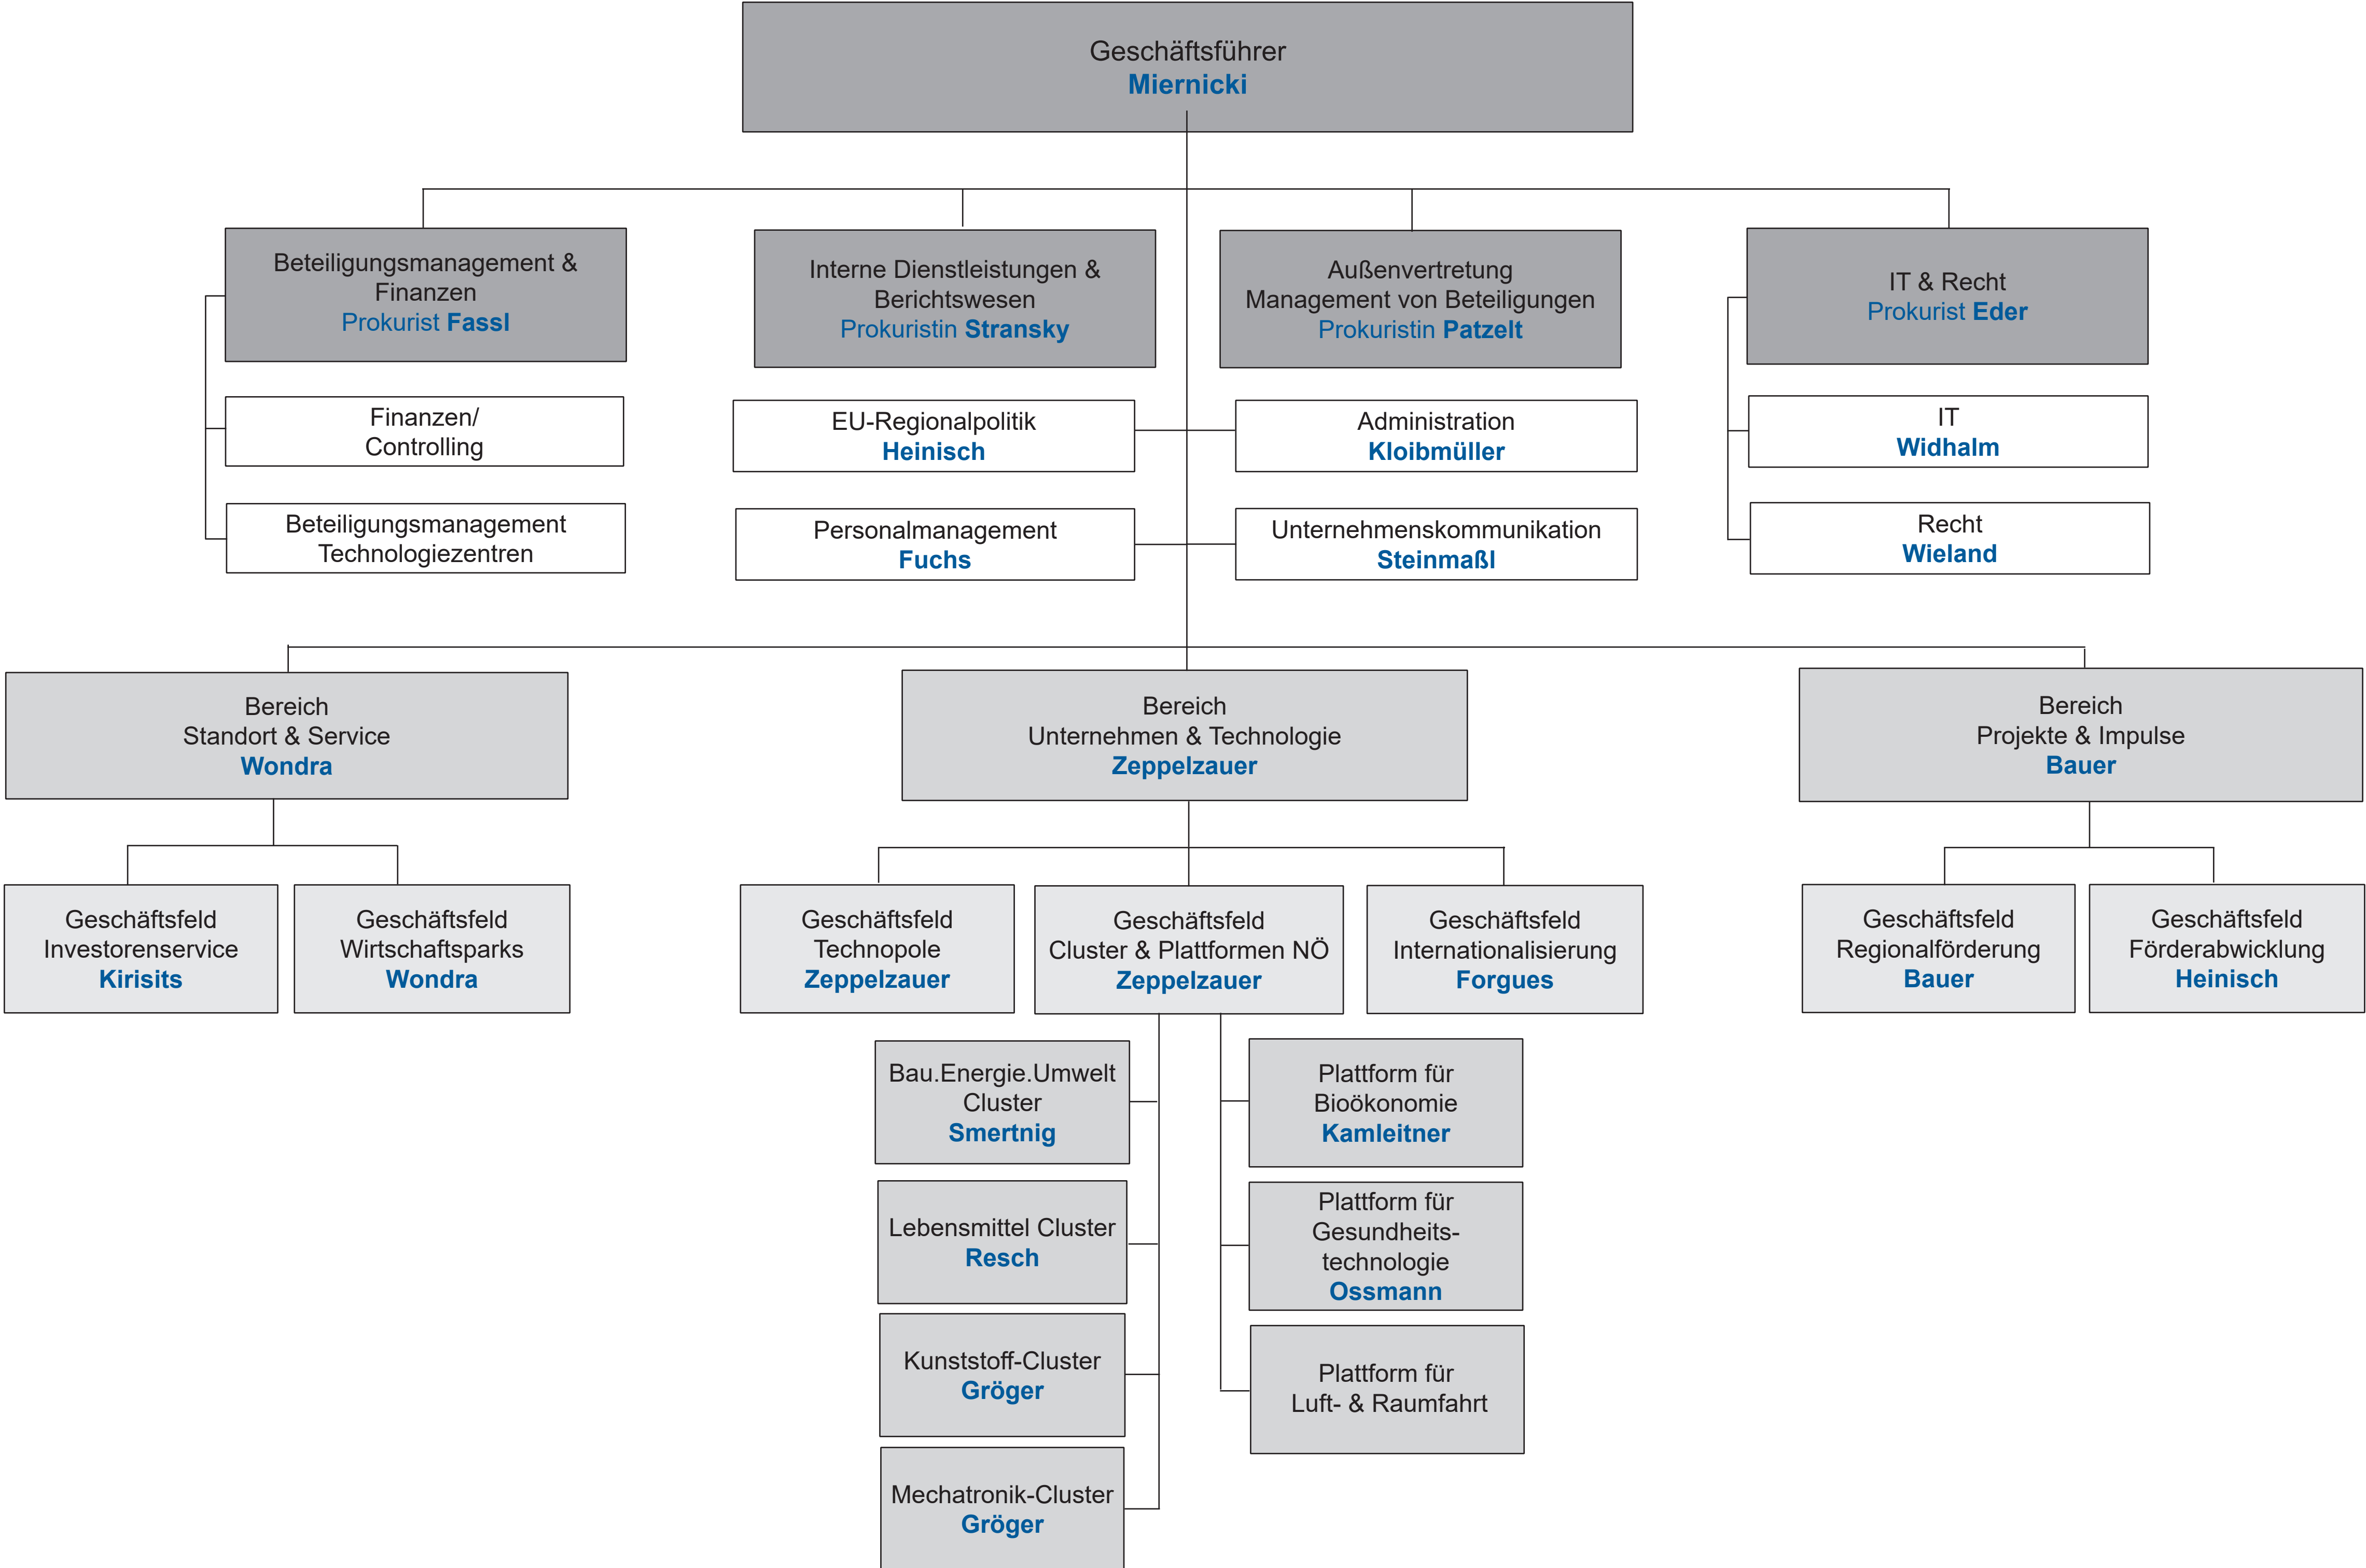 Geschäftsführer
Miernicki
Beteiligungsmanagement &
Finanzen
Prokurist Fassl
Interne Dienstleistungen &
Berichtswesen
Prokuristin Stransky
Außenvertretung
Management von Beteiligungen
Prokuristin Patzelt
IT & Recht
Prokurist Eder
Finanzen/
Controlling
EU-Regionalpolitik
Heinisch
Administration
Kloibmüller
IT
Widhalm
Beteiligungsmanagement
Technologiezentren
Personalmanagement
Fuchs
Unternehmenskommunikation
Steinmaßl
Recht
Wieland
Bereich
Standort & Service
Wondra
Bereich
Unternehmen & Technologie
Zeppelzauer
Bereich
Projekte & Impulse
Bauer
Geschäftsfeld
Investorenservice
Kirisits
Geschäftsfeld
Wirtschaftsparks
Wondra
Geschäftsfeld
Technopole
Zeppelzauer
Geschäftsfeld
Cluster & Plattformen NÖ
Zeppelzauer
Geschäftsfeld
Internationalisierung
Forgues
Geschäftsfeld
Regionalförderung
Bauer
Geschäftsfeld
Förderabwicklung
Heinisch
Bau.Energie.Umwelt
Cluster
Smertnig
Plattform für
Bioökonomie
Kamleitner
Lebensmittel Cluster
Resch
Plattform für
Gesundheits-
technologie
Ossmann
Kunststoff-Cluster
Gröger
Plattform für
Luft- & Raumfahrt
Mechatronik-Cluster
Gröger